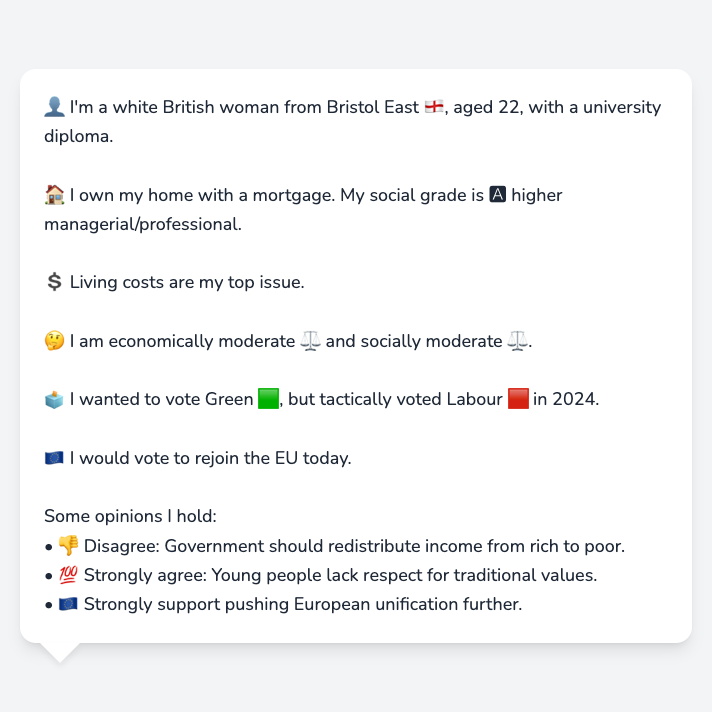 👤 I'm a white British woman from Bristol East 🏴󠁧󠁢󠁥󠁮󠁧󠁿, aged 22, with a university
diploma.
🏠 I own my home with a mortgage. My social grade is 🅰 higher
managerial/professional.
💲 Living costs are my top issue.
🤔 I am economically moderate ⚖️ and socially moderate ⚖️.
🗳️ I wanted to vote Green 🟩, but tactically voted Labour 🟥 in 2024.
🇪🇺 I would vote to rejoin the EU today.
Some opinions I hold:
• 👎 Disagree: Government should redistribute income from rich to poor.
• 💯 Strongly agree: Young people lack respect for traditional values.
• 🇪🇺 Strongly support pushing European unification further.